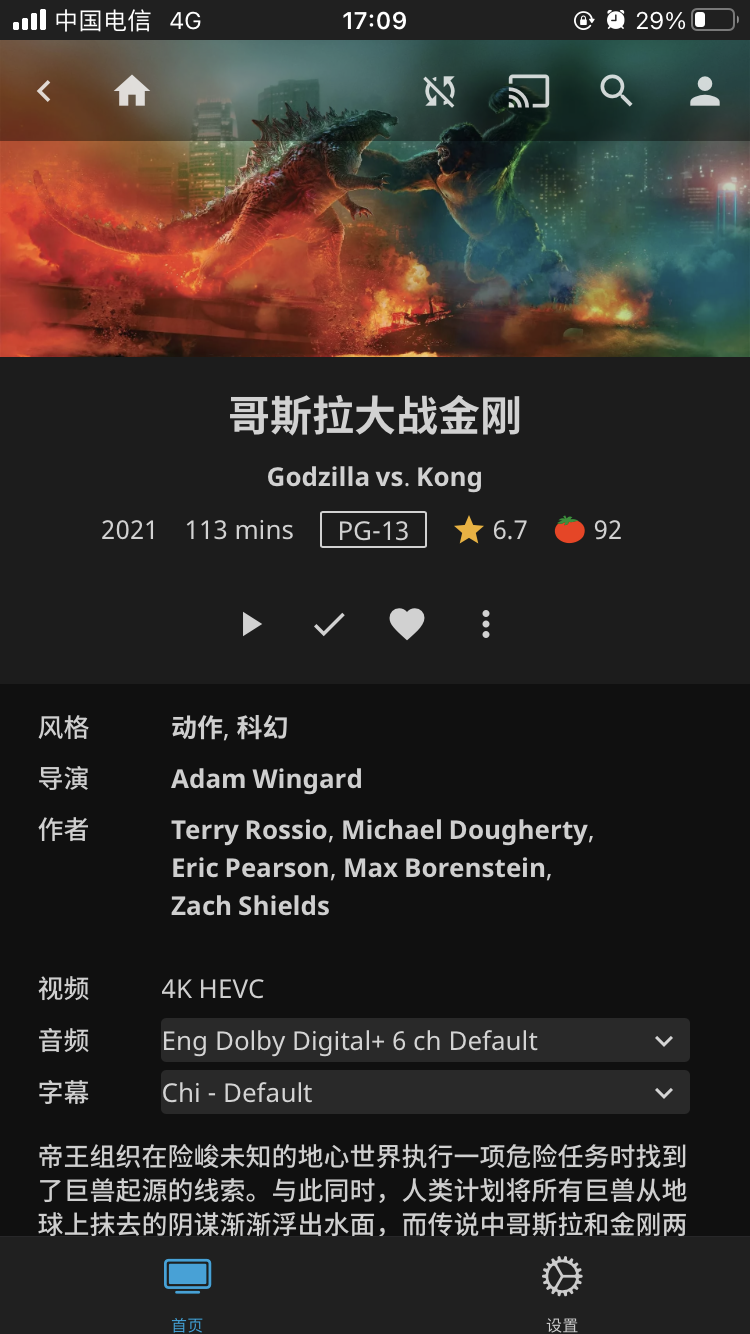 中国电信 4G 17:09 29%
哥斯拉大战金刚
Godzilla vs. Kong
2021 113 mins PG-13 6.7 92
风格 动作, 科幻
导演 Adam Wingard
作者 Terry Rossio, Michael Dougherty,
Eric Pearson, Max Borenstein,
Zach Shields
视频 4K HEVC
音频 Eng Dolby Digital+ 6 ch Default
字幕 Chi - Default
帝王组织在险峻未知的地心世界执行一项危险任务时找到
了巨兽起源的线索。与此同时，人类计划将所有巨兽从地
球上抹去的阴谋渐渐浮出水面，而传说中哥斯拉和金刚两
首页 设置